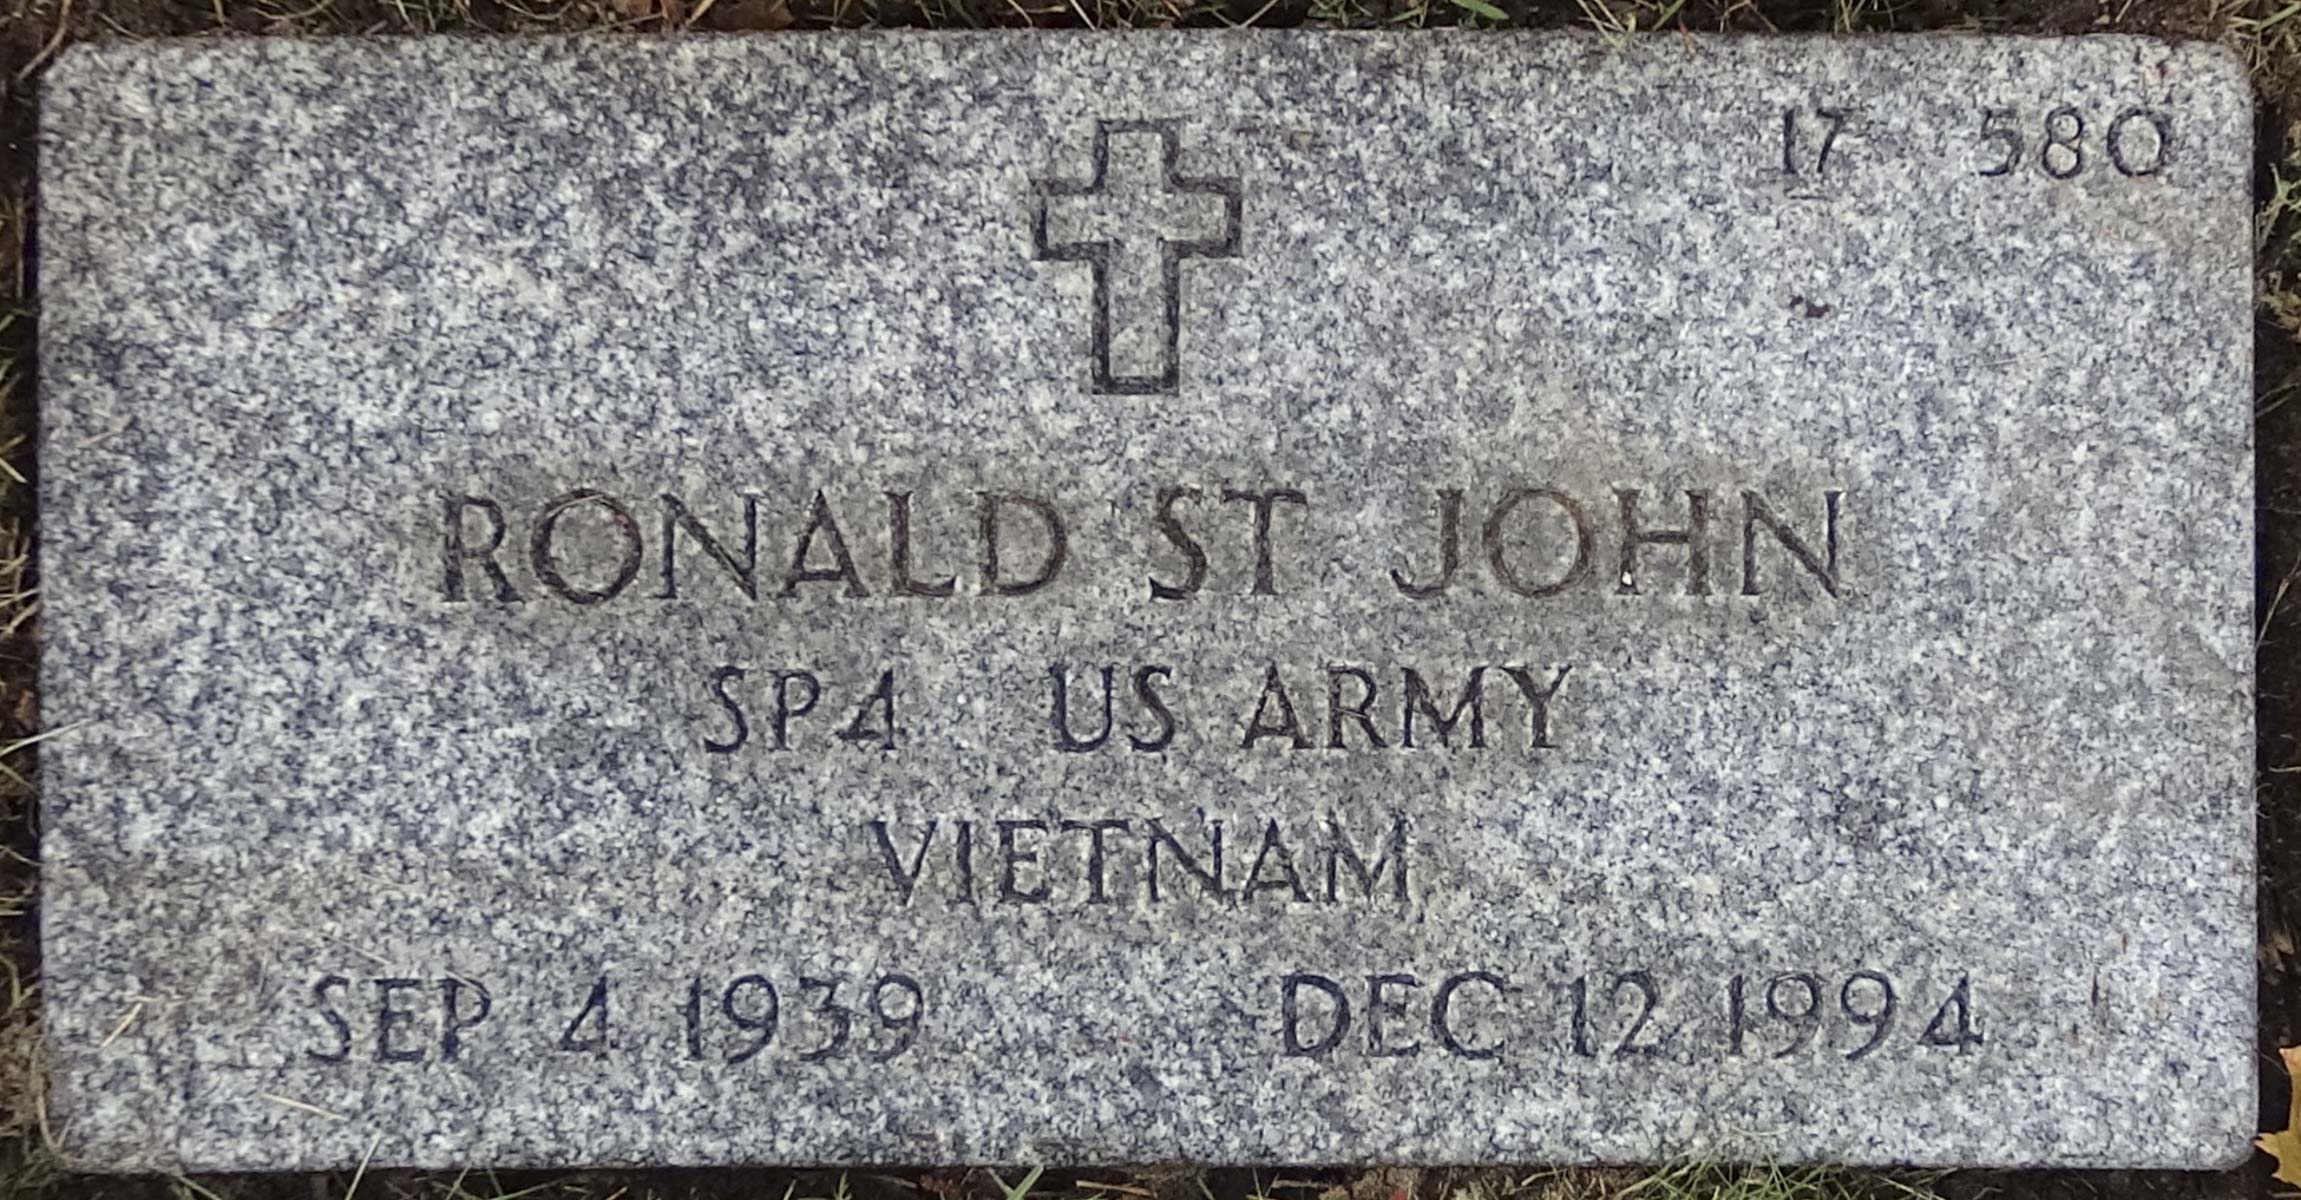 17 580
RONALD ST JOHN
SP4 US ARMY
VIETNAM
SEP 4 1939 DEC 12 1994